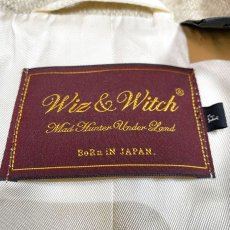 Wiz & Witch®
Mad Hunter Under Land
BoRn iN JAPAN.